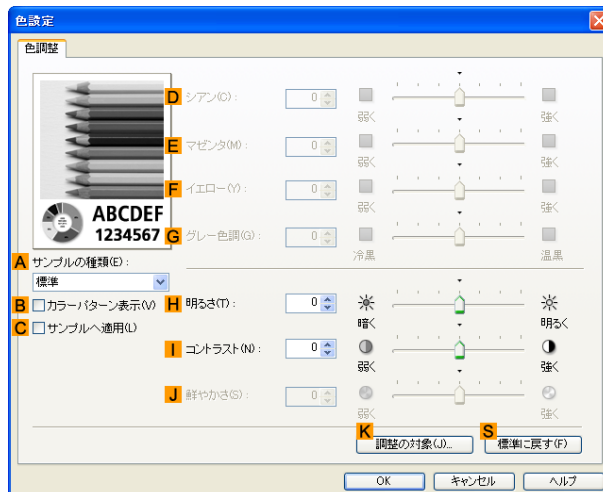 色設定
色調整
D シアン(C): 0
弱く 強く
E マゼンタ(M): 0
弱く 強く
F イエロー(Y): 0
弱く 強く
G グレー色調(G): 0
冷黒 温黒
ABCDEF
1234567
A サンプルの種類(E):
標準
B カラーパターン表示(V)
C サンプルへ適用(L)
H 明るさ(T): 0
暗く 明るく
I コントラスト(N): 0
弱く 強く
J 鮮やかさ(S): 0
弱く 強く
K 調整の対象(J)...
S 標準に戻す(F)
OK キャンセル ヘルプ